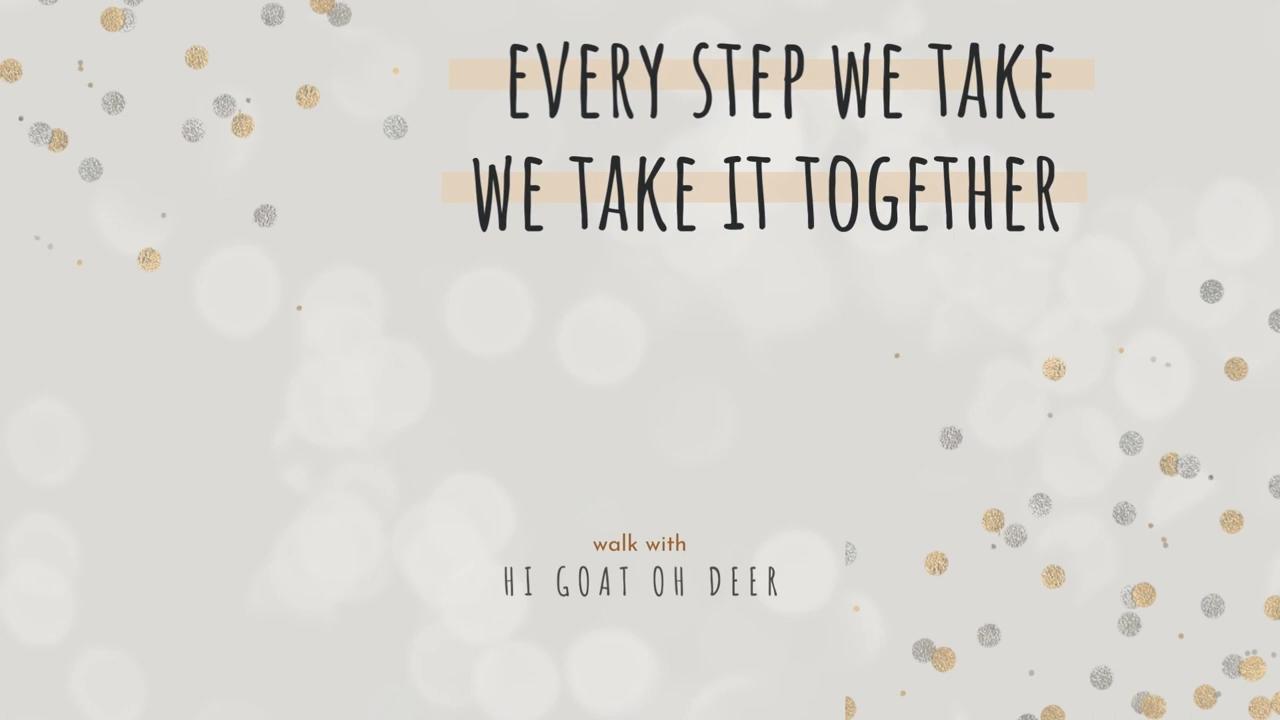 EVERY STEP WE TAKE
WE TAKE IT TOGETHER
walk with
HI GOAT OH DEER